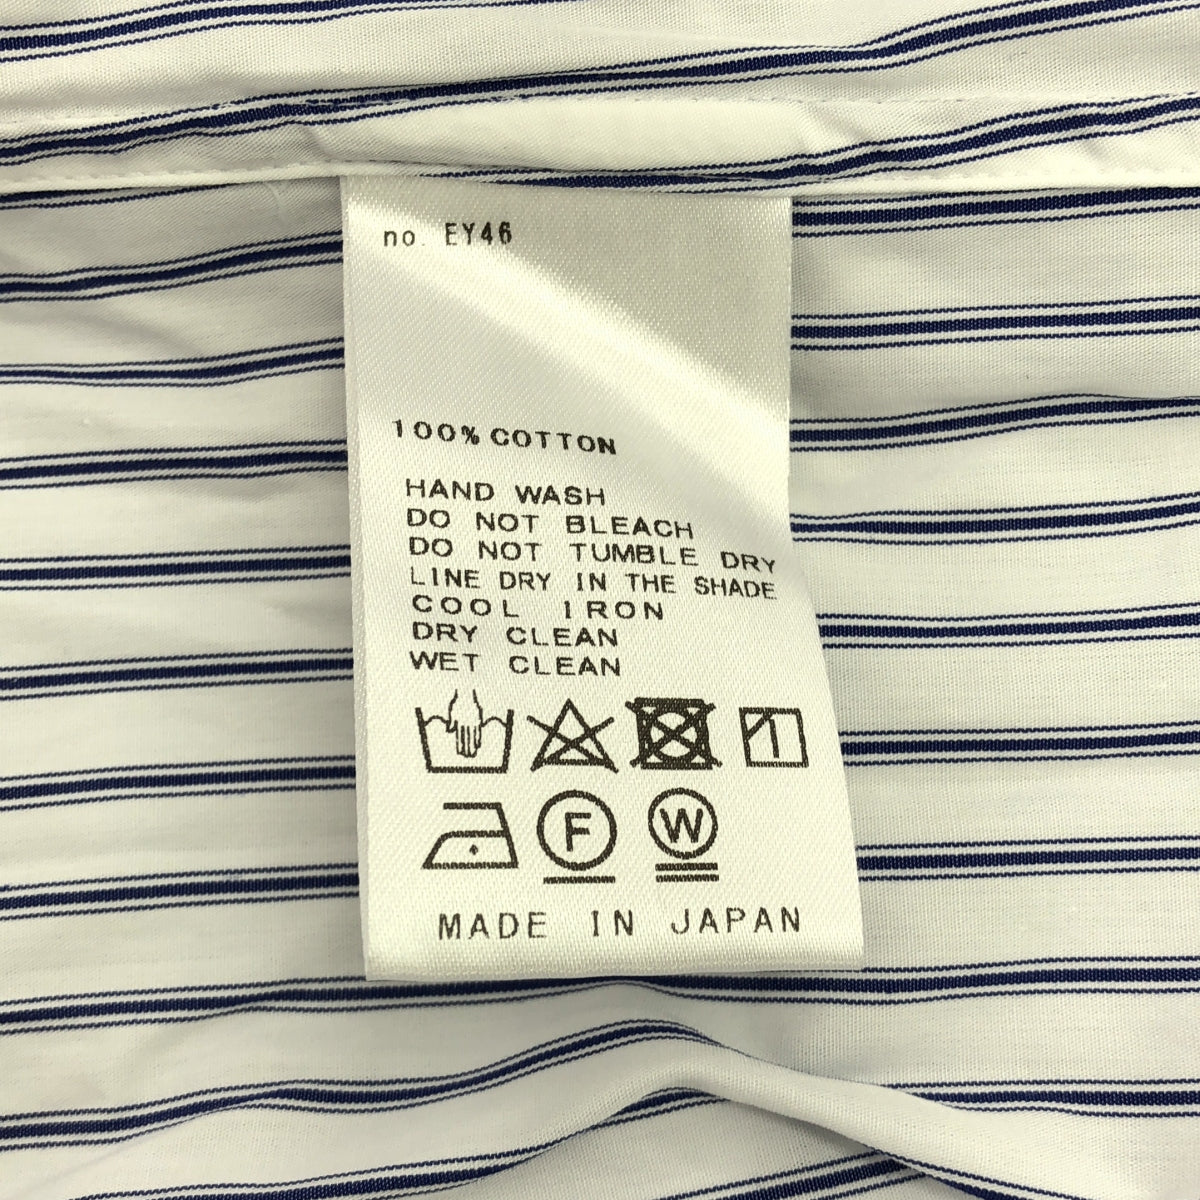 no. EY46
100% COTTON
HAND WASH
DO NOT BLEACH
DO NOT TUMBLE DRY
LINE DRY IN THE SHADE
COOL IRON
DRY CLEAN
WET CLEAN
F W
MADE IN JAPAN